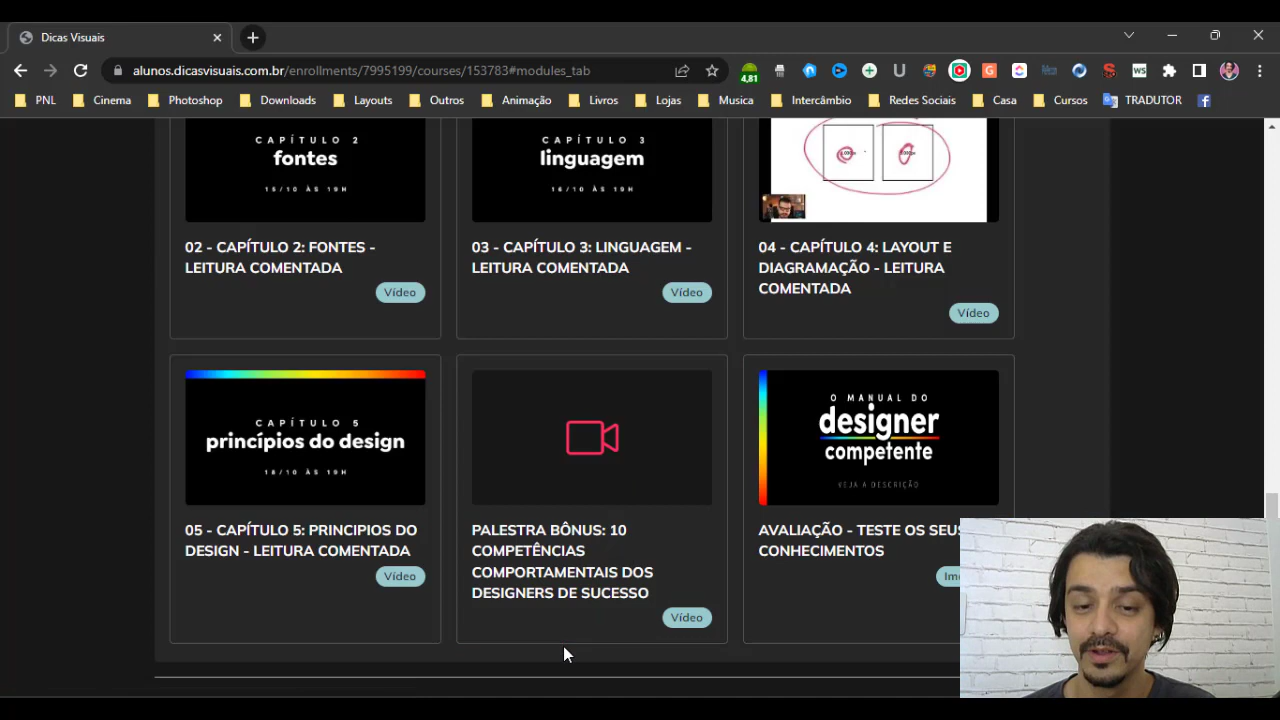 Dicas Visuais
alunos.dicasvisuais.com.br/enrollments/7995199/courses/153783#modules_tab
4,81
U
G
S
WS
PNL
Cinema
Photoshop
Downloads
Layouts
Outros
Animação
Livros
Lojas
Musica
Intercâmbio
Redes Sociais
Casa
Cursos
TRADUTOR
CAPÍTULO 2
fontes
15/10 ÀS 19H
02 - CAPÍTULO 2: FONTES -
LEITURA COMENTADA
Vídeo
CAPÍTULO 3
linguagem
16/10 ÀS 19H
03 - CAPÍTULO 3: LINGUAGEM -
LEITURA COMENTADA
Vídeo
04 - CAPÍTULO 4: LAYOUT E
DIAGRAMAÇÃO - LEITURA
COMENTADA
Vídeo
CAPÍTULO 5
princípios do design
18/10 ÀS 19H
05 - CAPÍTULO 5: PRINCIPIOS DO
DESIGN - LEITURA COMENTADA
Vídeo
PALESTRA BÔNUS: 10
COMPETÊNCIAS
COMPORTAMENTAIS DOS
DESIGNERS DE SUCESSO
Vídeo
O MANUAL DO
designer
competente
VEJA A DESCRIÇÃO
AVALIAÇÃO - TESTE OS SEUS
CONHECIMENTOS